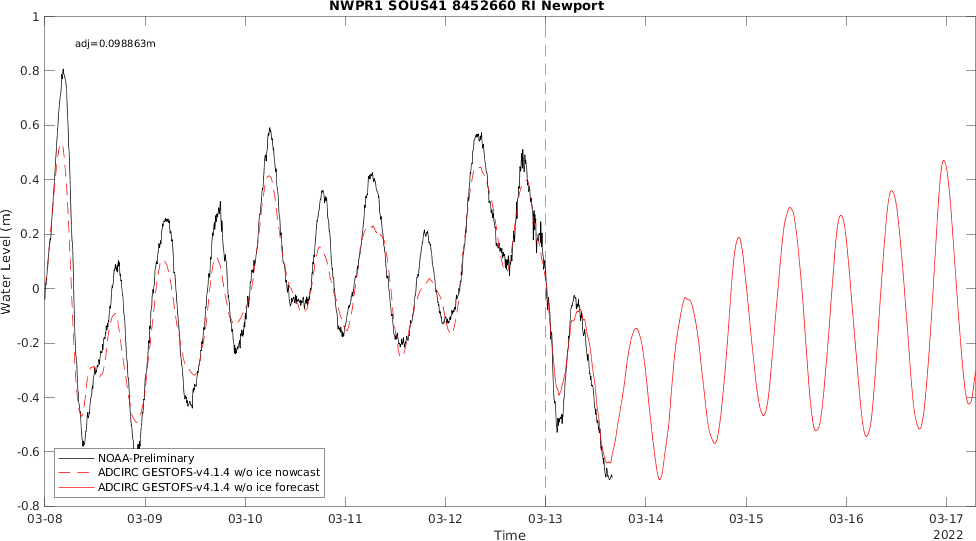 NWPR1 SOUS41 8452660 RI Newport
adj=0.098863m
1
0.8
0.6
0.4
0.2
0
-0.2
-0.4
-0.6
-0.8
Water Level (m)
NOAA-Preliminary
ADCIRC GESTOFS-v4.1.4 w/o ice nowcast
ADCIRC GESTOFS-v4.1.4 w/o ice forecast
03-08 03-09 03-10 03-11 03-12 03-13 03-14 03-15 03-16 03-17
Time
2022